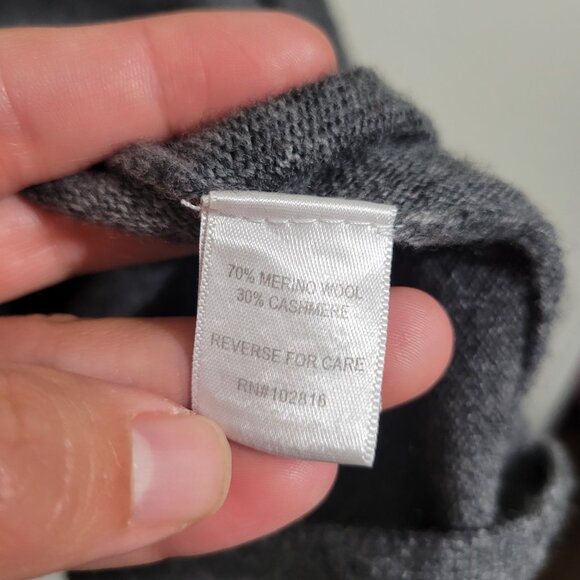 70% MERINO WOOL
30% CASHMERE
REVERSE FOR CARE
RN#102816